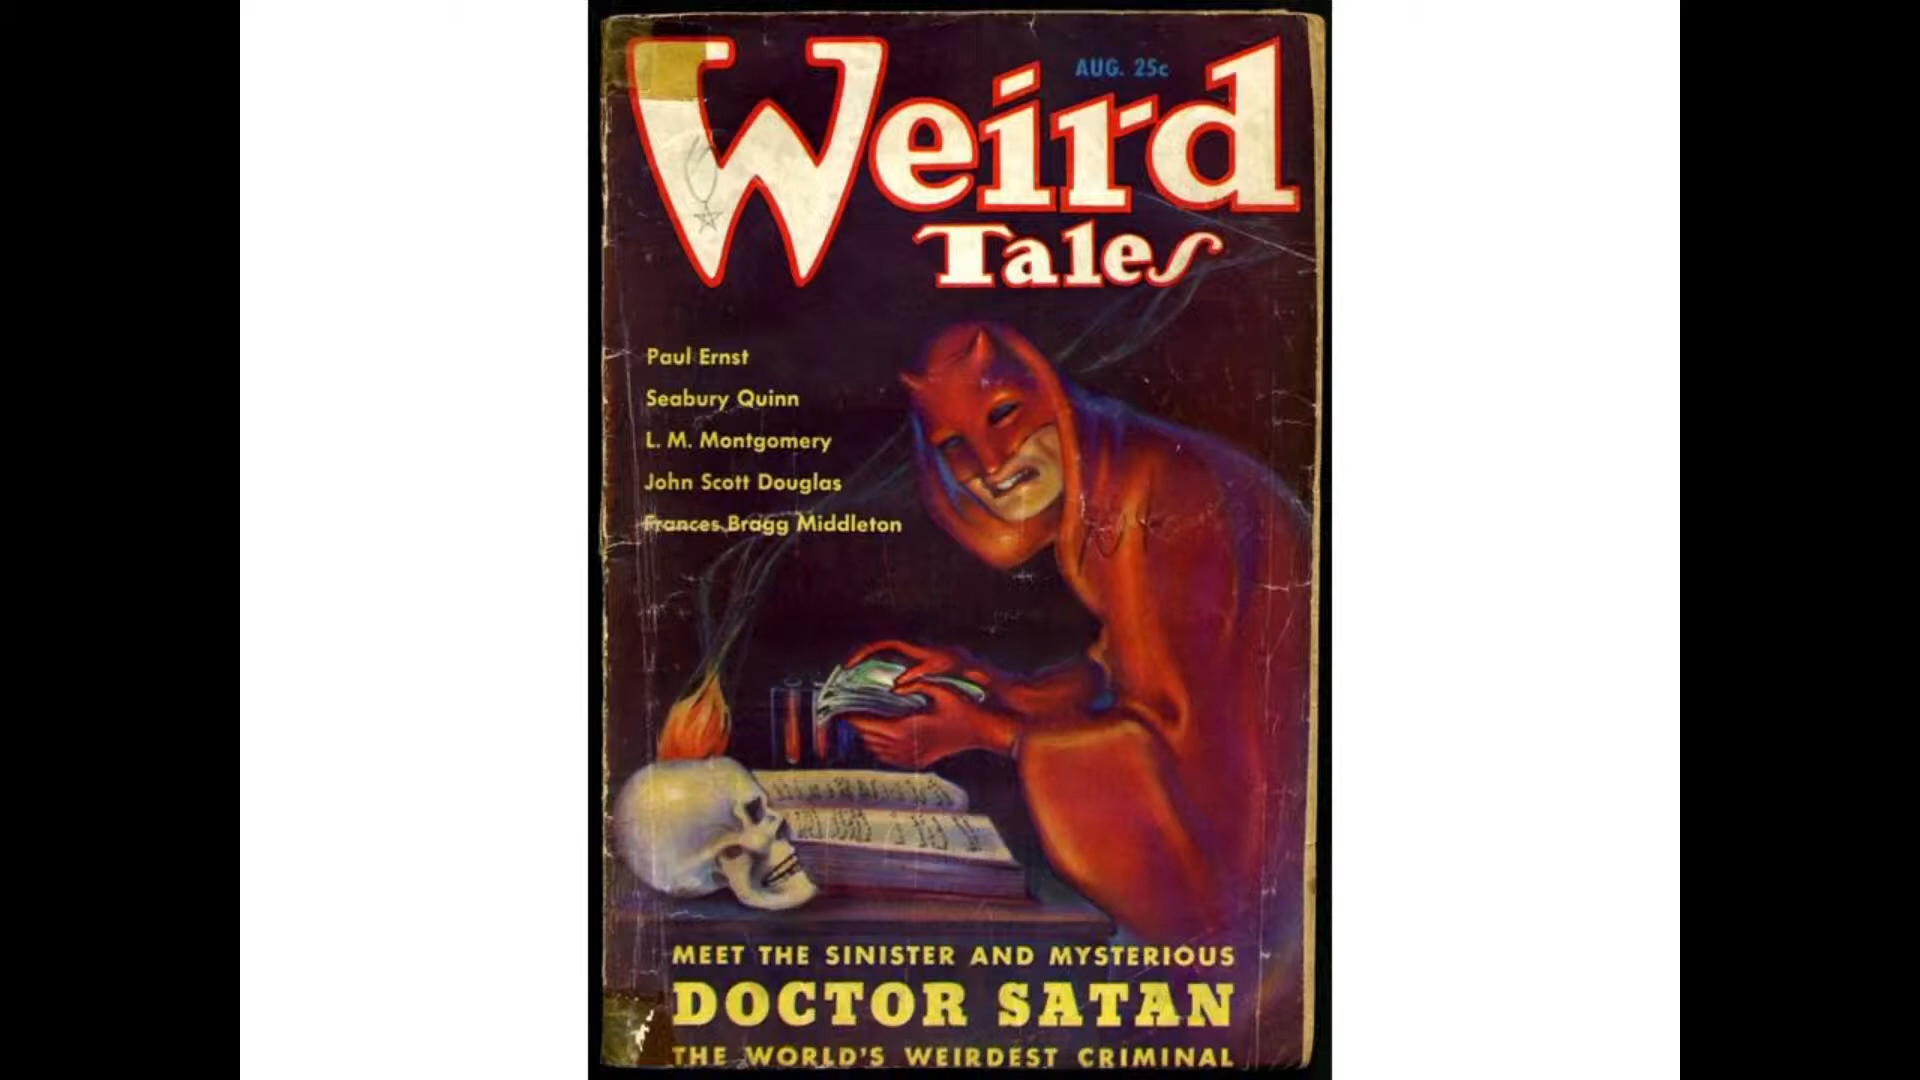 AUG. 25c
Weird
Tales
Paul Ernst
Seabury Quinn
L. M. Montgomery
John Scott Douglas
Frances Bragg Middleton
MEET THE SINISTER AND MYSTERIOUS
DOCTOR SATAN
THE WORLD'S WEIRDEST CRIMINAL